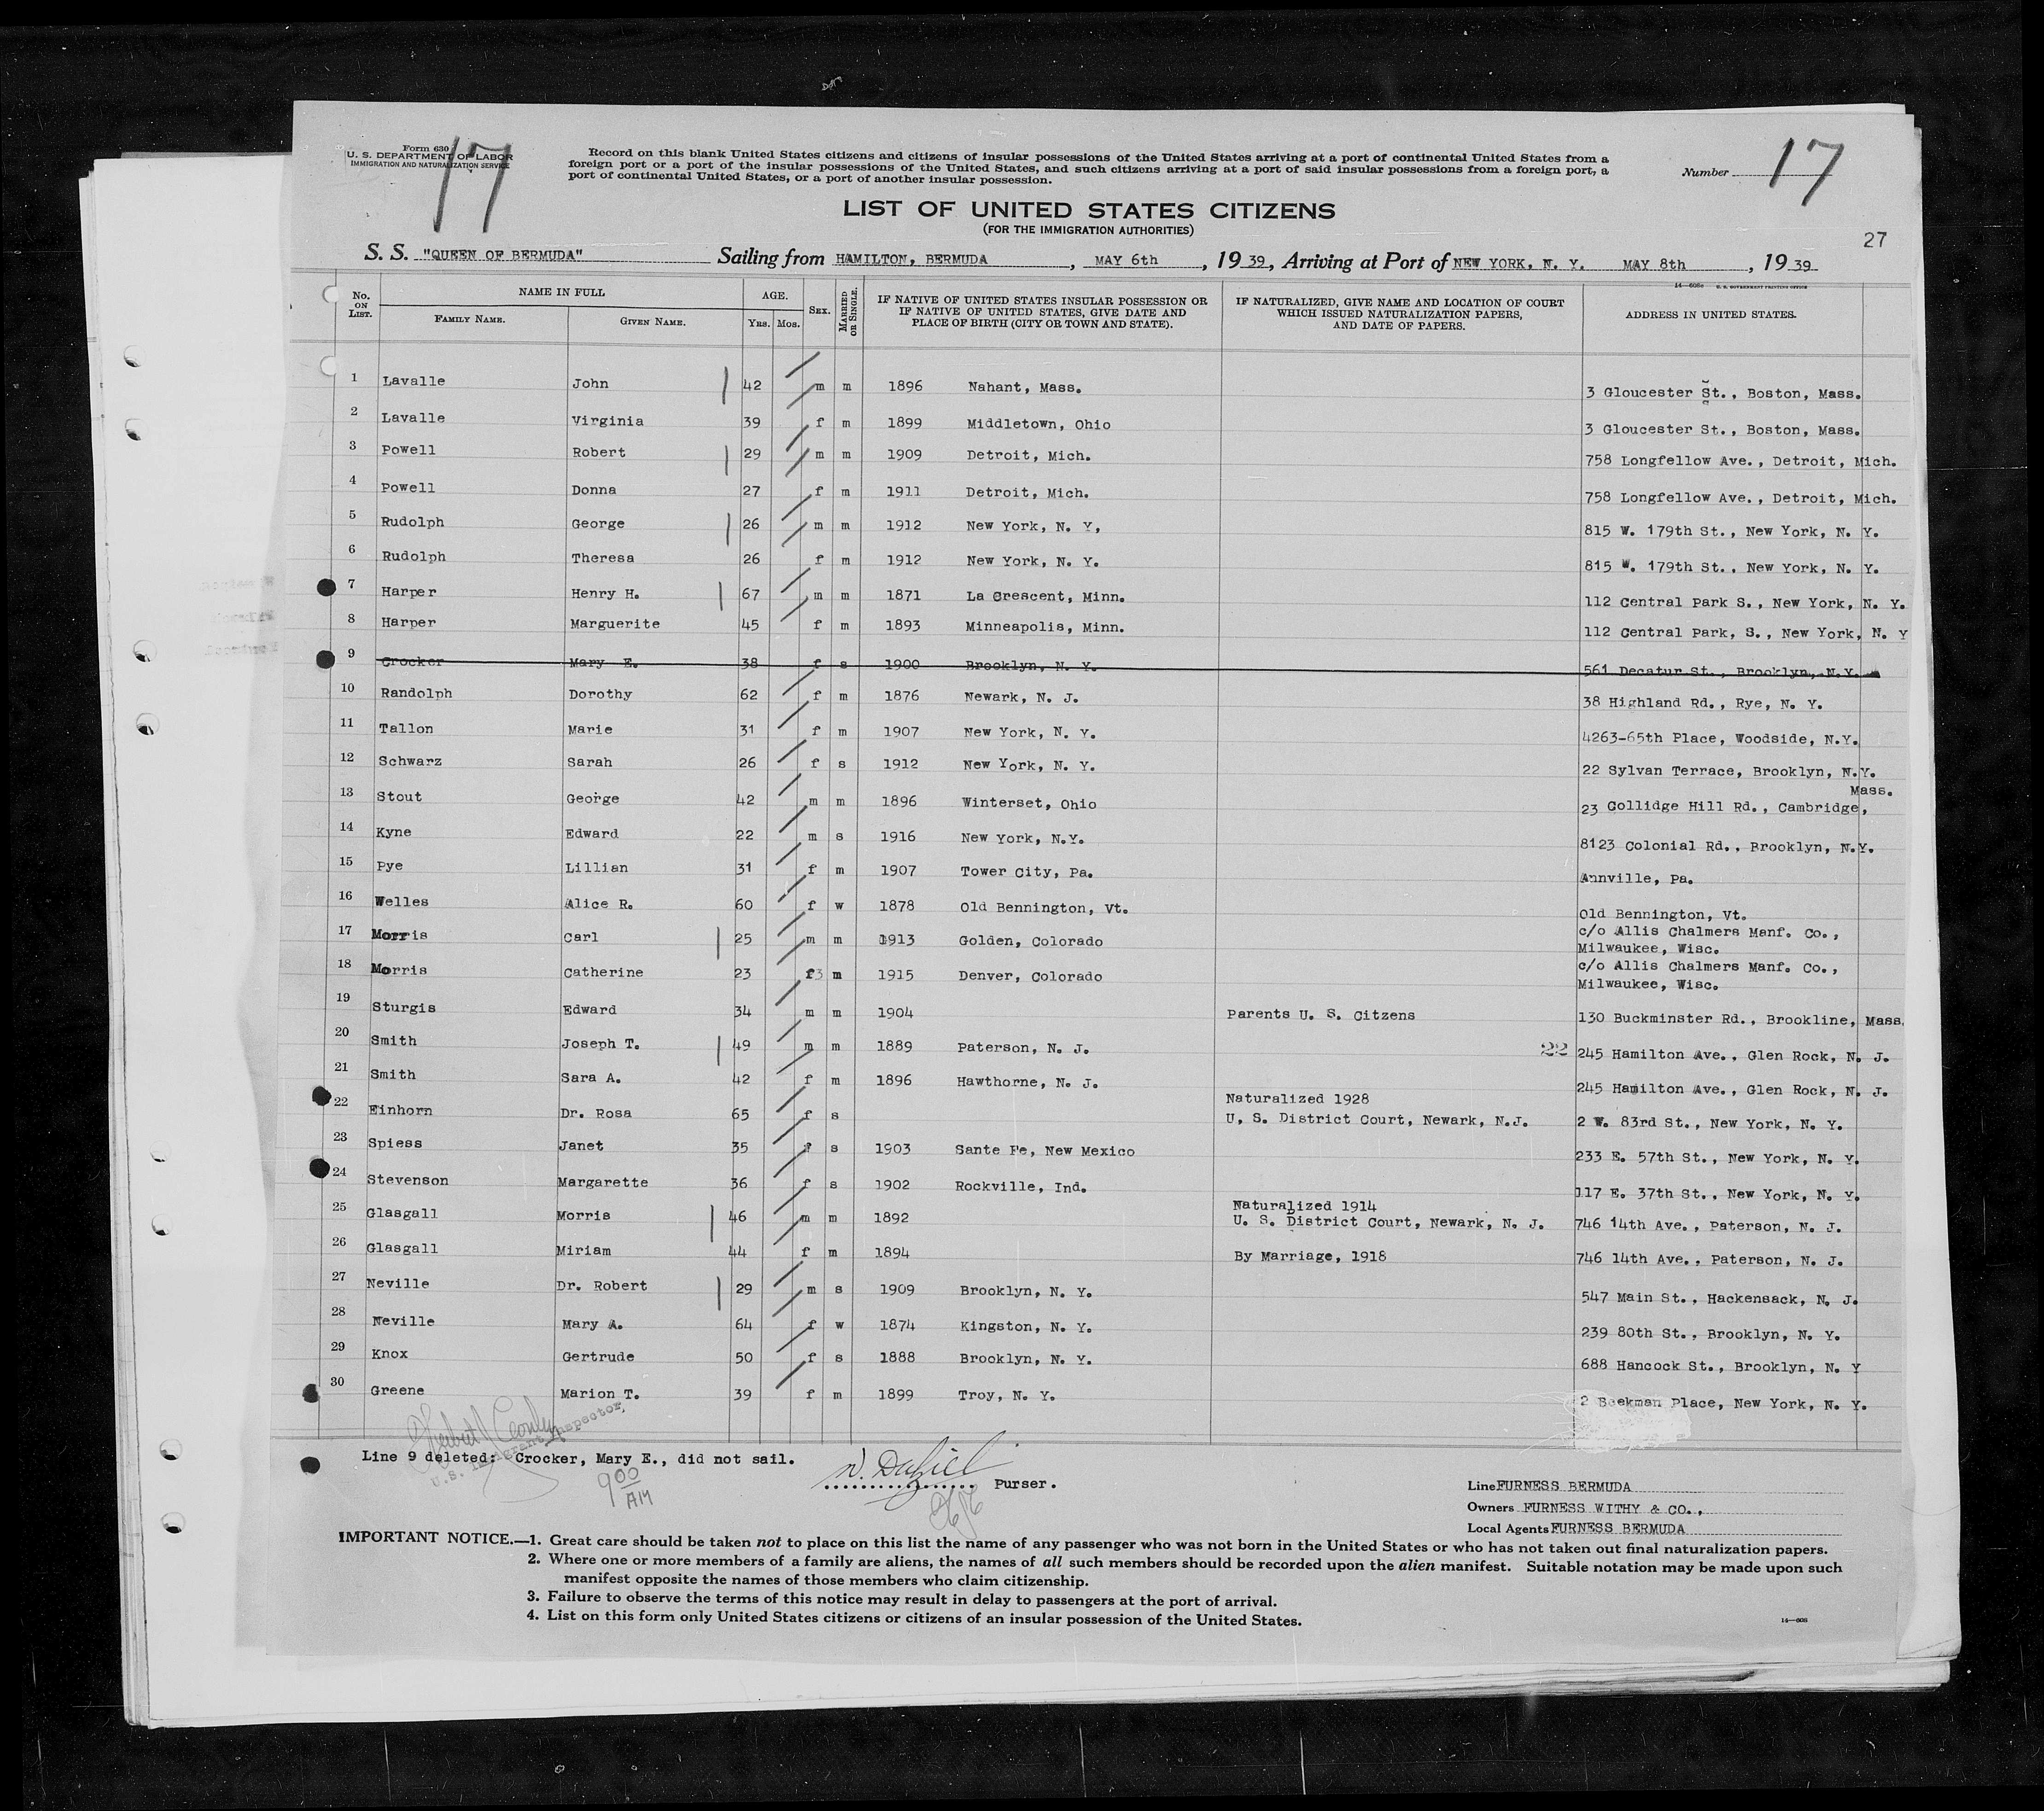 Form 630
U. S. DEPARTMENT OF LABOR
IMMIGRATION AND NATURALIZATION SERVICE
17
Record on this blank United States citizens and citizens of insular possessions of the United States arriving at a port of continental United States from a
foreign port or a port of the insular possessions of the United States, and such citizens arriving at a port of said insular possessions from a foreign port, a
port of continental United States, or a port of another insular possession.
Number 17
LIST OF UNITED STATES CITIZENS
(FOR THE IMMIGRATION AUTHORITIES)
27
S. S. "QUEEN OF BERMUDA" Sailing from HAMILTON, BERMUDA, MAY 6th, 1939, Arriving at Port of NEW YORK, N. Y. MAY 8th, 1939
14—608c U. S. GOVERNMENT PRINTING OFFICE
No. ON LIST. NAME IN FULL FAMILY NAME. GIVEN NAME. AGE. YRS. MOS. SEX. MARRIED OR SINGLE. IF NATIVE OF UNITED STATES INSULAR POSSESSION OR IF NATIVE OF UNITED STATES, GIVE DATE AND PLACE OF BIRTH (CITY OR TOWN AND STATE). IF NATURALIZED, GIVE NAME AND LOCATION OF COURT WHICH ISSUED NATURALIZATION PAPERS, AND DATE OF PAPERS. ADDRESS IN UNITED STATES.
1 Lavalle John 42 m m 1896 Nahant, Mass. 3 Gloucester St., Boston, Mass.
2 Lavalle Virginia 39 f m 1899 Middletown, Ohio 3 Gloucester St., Boston, Mass.
3 Powell Robert 29 m m 1909 Detroit, Mich. 758 Longfellow Ave., Detroit, Mich.
4 Powell Donna 27 f m 1911 Detroit, Mich. 758 Longfellow Ave., Detroit, Mich.
5 Rudolph George 26 m m 1912 New York, N. Y, 815 W. 179th St., New York, N. Y.
6 Rudolph Theresa 26 f m 1912 New York, N. Y. 815 W. 179th St., New York, N. Y.
7 Harper Henry H. 67 m m 1871 La Crescent, Minn. 112 Central Park S., New York, N. Y.
8 Harper Marguerite 45 f m 1893 Minneapolis, Minn. 112 Central Park, S., New York, N. Y
9 Crocker Mary E. 38 f s 1900 Brooklyn, N. Y. 561 Decatur St., Brooklyn, N.Y.
10 Randolph Dorothy 62 f m 1876 Newark, N. J. 38 Highland Rd., Rye, N. Y.
11 Tallon Marie 31 f m 1907 New York, N. Y. 4263-65th Place, Woodside, N.Y.
12 Schwarz Sarah 26 f s 1912 New York, N. Y. 22 Sylvan Terrace, Brooklyn, N.Y.
13 Stout George 42 m m 1896 Winterset, Ohio 23 Gollidge Hill Rd., Cambridge, Mass.
14 Kyne Edward 22 m s 1916 New York, N.Y. 8123 Colonial Rd., Brooklyn, N.Y.
15 Pye Lillian 31 f m 1907 Tower City, Pa. Annville, Pa.
16 Welles Alice R. 60 f w 1878 Old Bennington, Vt. Old Bennington, Vt.
17 Morris Carl 25 m m 1913 Golden, Colorado c/o Allis Chalmers Manf. Co., Milwaukee, Wisc.
18 Morris Catherine 23 f m 1915 Denver, Colorado c/o Allis Chalmers Manf. Co., Milwaukee, Wisc.
19 Sturgis Edward 34 m m 1904 Parents U. S. Citzens 130 Buckminster Rd., Brookline, Mass.
20 Smith Joseph T. 49 m m 1889 Paterson, N. J. 22 245 Hamilton Ave., Glen Rock, N. J.
21 Smith Sara A. 42 f m 1896 Hawthorne, N. J. 245 Hamilton Ave., Glen Rock, N. J.
22 Einhorn Dr. Rosa 65 f s Naturalized 1928 U, S. District Court, Newark, N.J. 2 W. 83rd St., New York, N. Y.
23 Spiess Janet 35 f s 1903 Sante Fe, New Mexico 233 E. 57th St., New York, N. Y.
24 Stevenson Margarette 36 f s 1902 Rockville, Ind. 117 E. 37th St., New York, N. Y.
25 Glasgall Morris 46 m m 1892 Naturalized 1914 U. S. District Court, Newark, N. J. 746 14th Ave., Paterson, N. J.
26 Glasgall Miriam 44 f m 1894 By Marriage, 1918 746 14th Ave., Paterson, N. J.
27 Neville Dr. Robert 29 m s 1909 Brooklyn, N. Y. 547 Main St., Hackensack, N. J.
28 Neville Mary A. 64 f w 1874 Kingston, N. Y. 239 80th St., Brooklyn, N. Y.
29 Knox Gertrude 50 f s 1888 Brooklyn, N. Y. 688 Hancock St., Brooklyn, N. Y
30 Greene Marion T. 39 f m 1899 Troy, N. Y. 2 Beekman Place, New York, N. Y.
U.S. Immigrant Inspector,
Line 9 deleted: Crocker, Mary E., did not sail.
9 00 AM
Purser.
Line FURNESS BERMUDA
Owners FURNESS WITHY & CO.,
Local Agents FURNESS BERMUDA
IMPORTANT NOTICE.—1. Great care should be taken not to place on this list the name of any passenger who was not born in the United States or who has not taken out final naturalization papers.
2. Where one or more members of a family are aliens, the names of all such members should be recorded upon the alien manifest. Suitable notation may be made upon such
manifest opposite the names of those members who claim citizenship.
3. Failure to observe the terms of this notice may result in delay to passengers at the port of arrival.
4. List on this form only United States citizens or citizens of an insular possession of the United States.
14—608